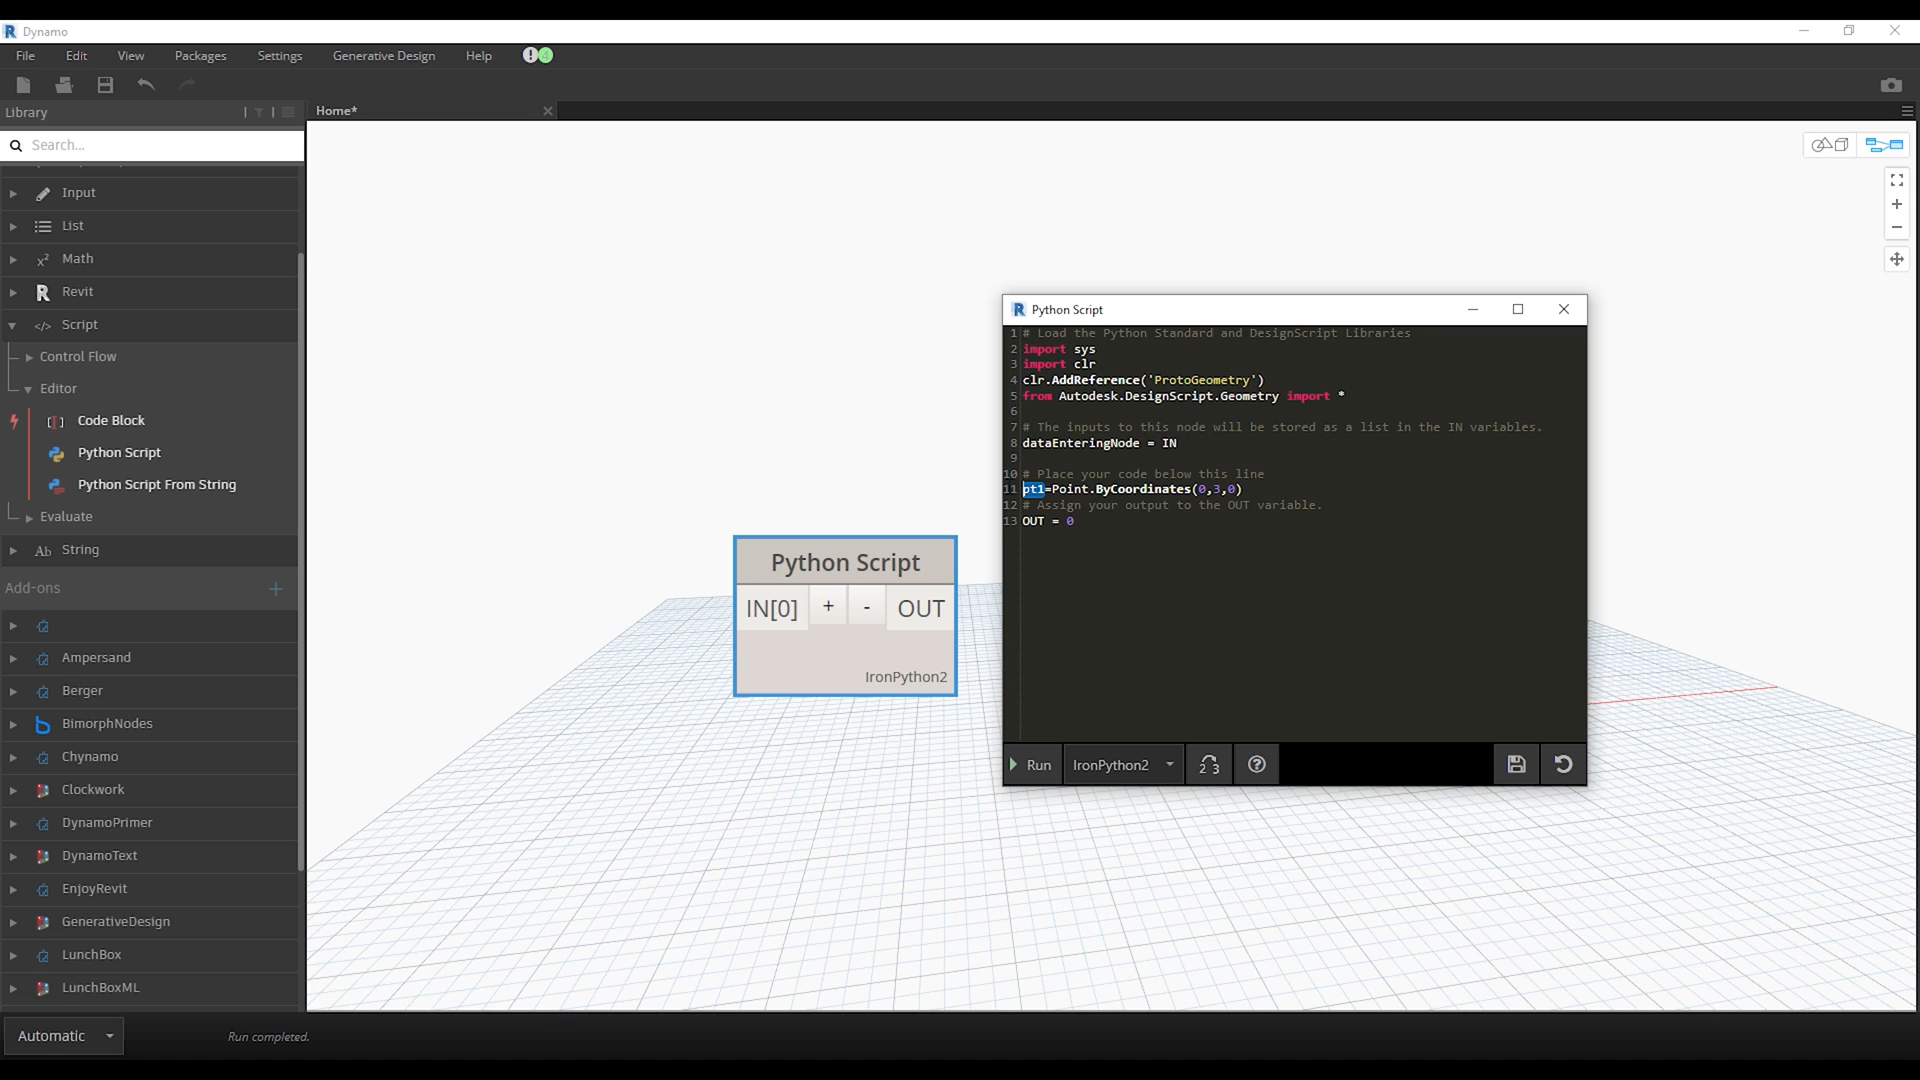 Dynamo
File Edit View Packages Settings Generative Design Help
Library
Home*
Search...
Input
List
Math
Revit
Script
Control Flow
Editor
Code Block
Python Script
Python Script From String
Evaluate
String
Add-ons
Ampersand
Berger
BimorphNodes
Chynamo
Clockwork
DynamoPrimer
DynamoText
EnjoyRevit
GenerativeDesign
LunchBox
LunchBoxML
Automatic
Run completed.
Python Script
IN[0] + - OUT
IronPython2
Python Script
1 # Load the Python Standard and DesignScript Libraries
2 import sys
3 import clr
4 clr.AddReference('ProtoGeometry')
5 from Autodesk.DesignScript.Geometry import *
6
7 # The inputs to this node will be stored as a list in the IN variables.
8 dataEnteringNode = IN
9
10 # Place your code below this line
11 pt1=Point.ByCoordinates(0,3,0)
12 # Assign your output to the OUT variable.
13 OUT = 0
Run IronPython2